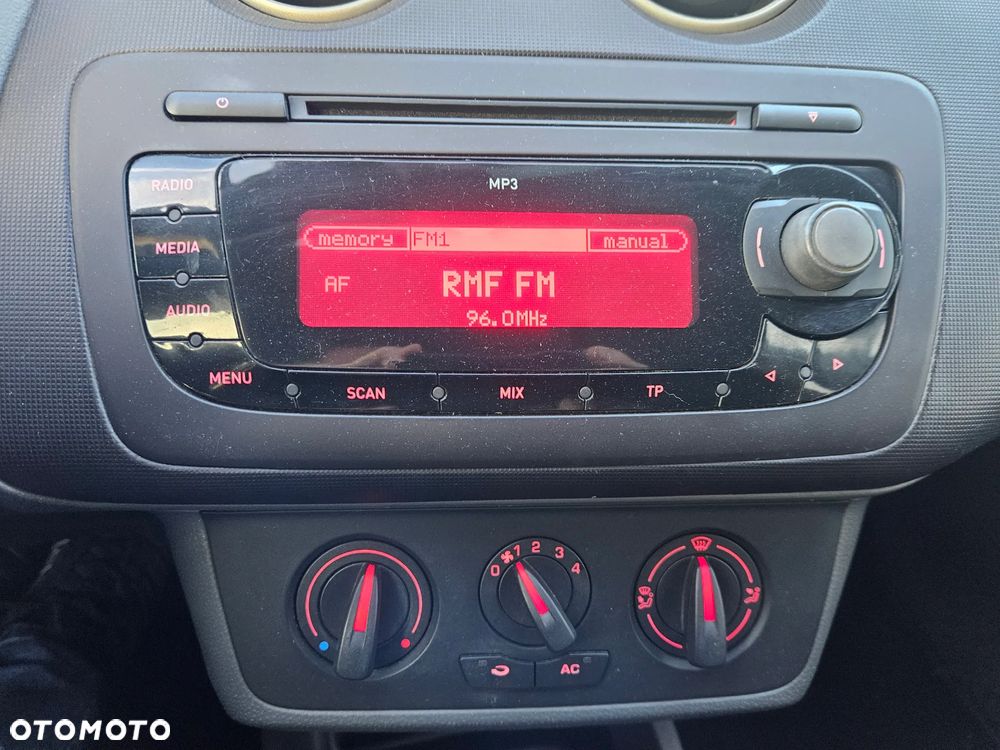 MP3
RADIO
MEDIA
AUDIO
MENU
memory FM1 manual
AF RMF FM
96.0MHz
SCAN MIX TP
0 1 2 3 4
AC
OTOMOTO